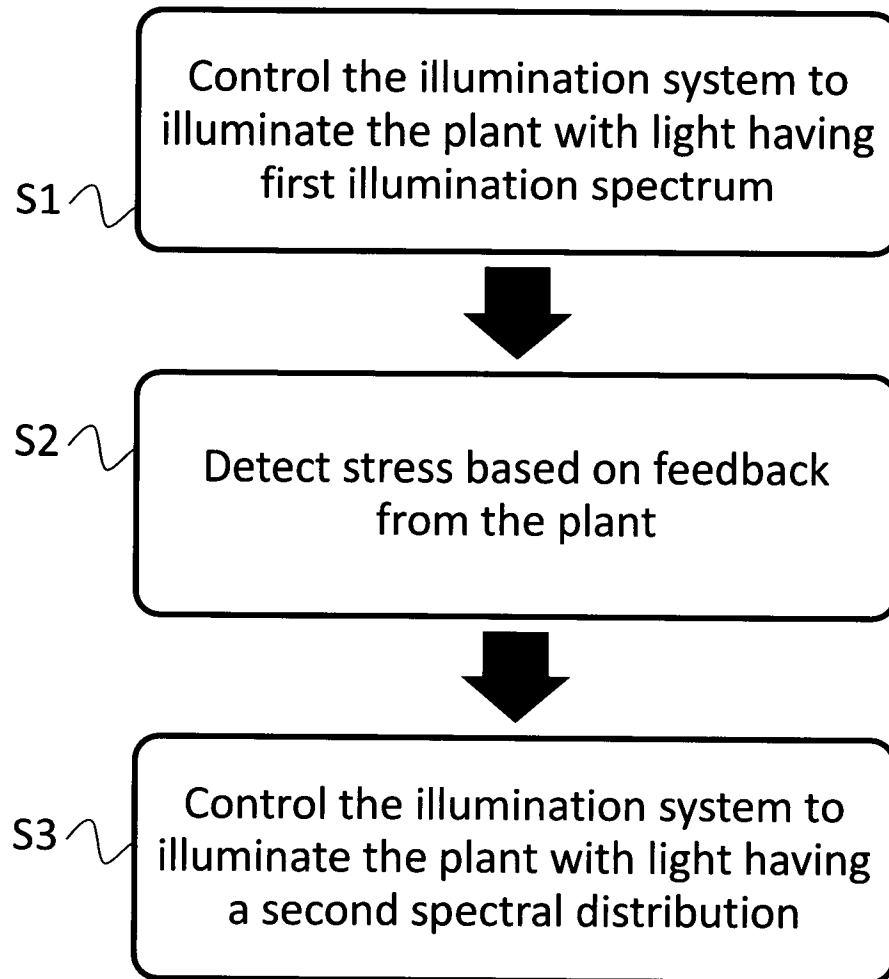 Control the illumination system to
illuminate the plant with light having
first illumination spectrum
S1
S2
Detect stress based on feedback
from the plant
Control the illumination system to
S3
illuminate the plant with light having
a second spectral distribution